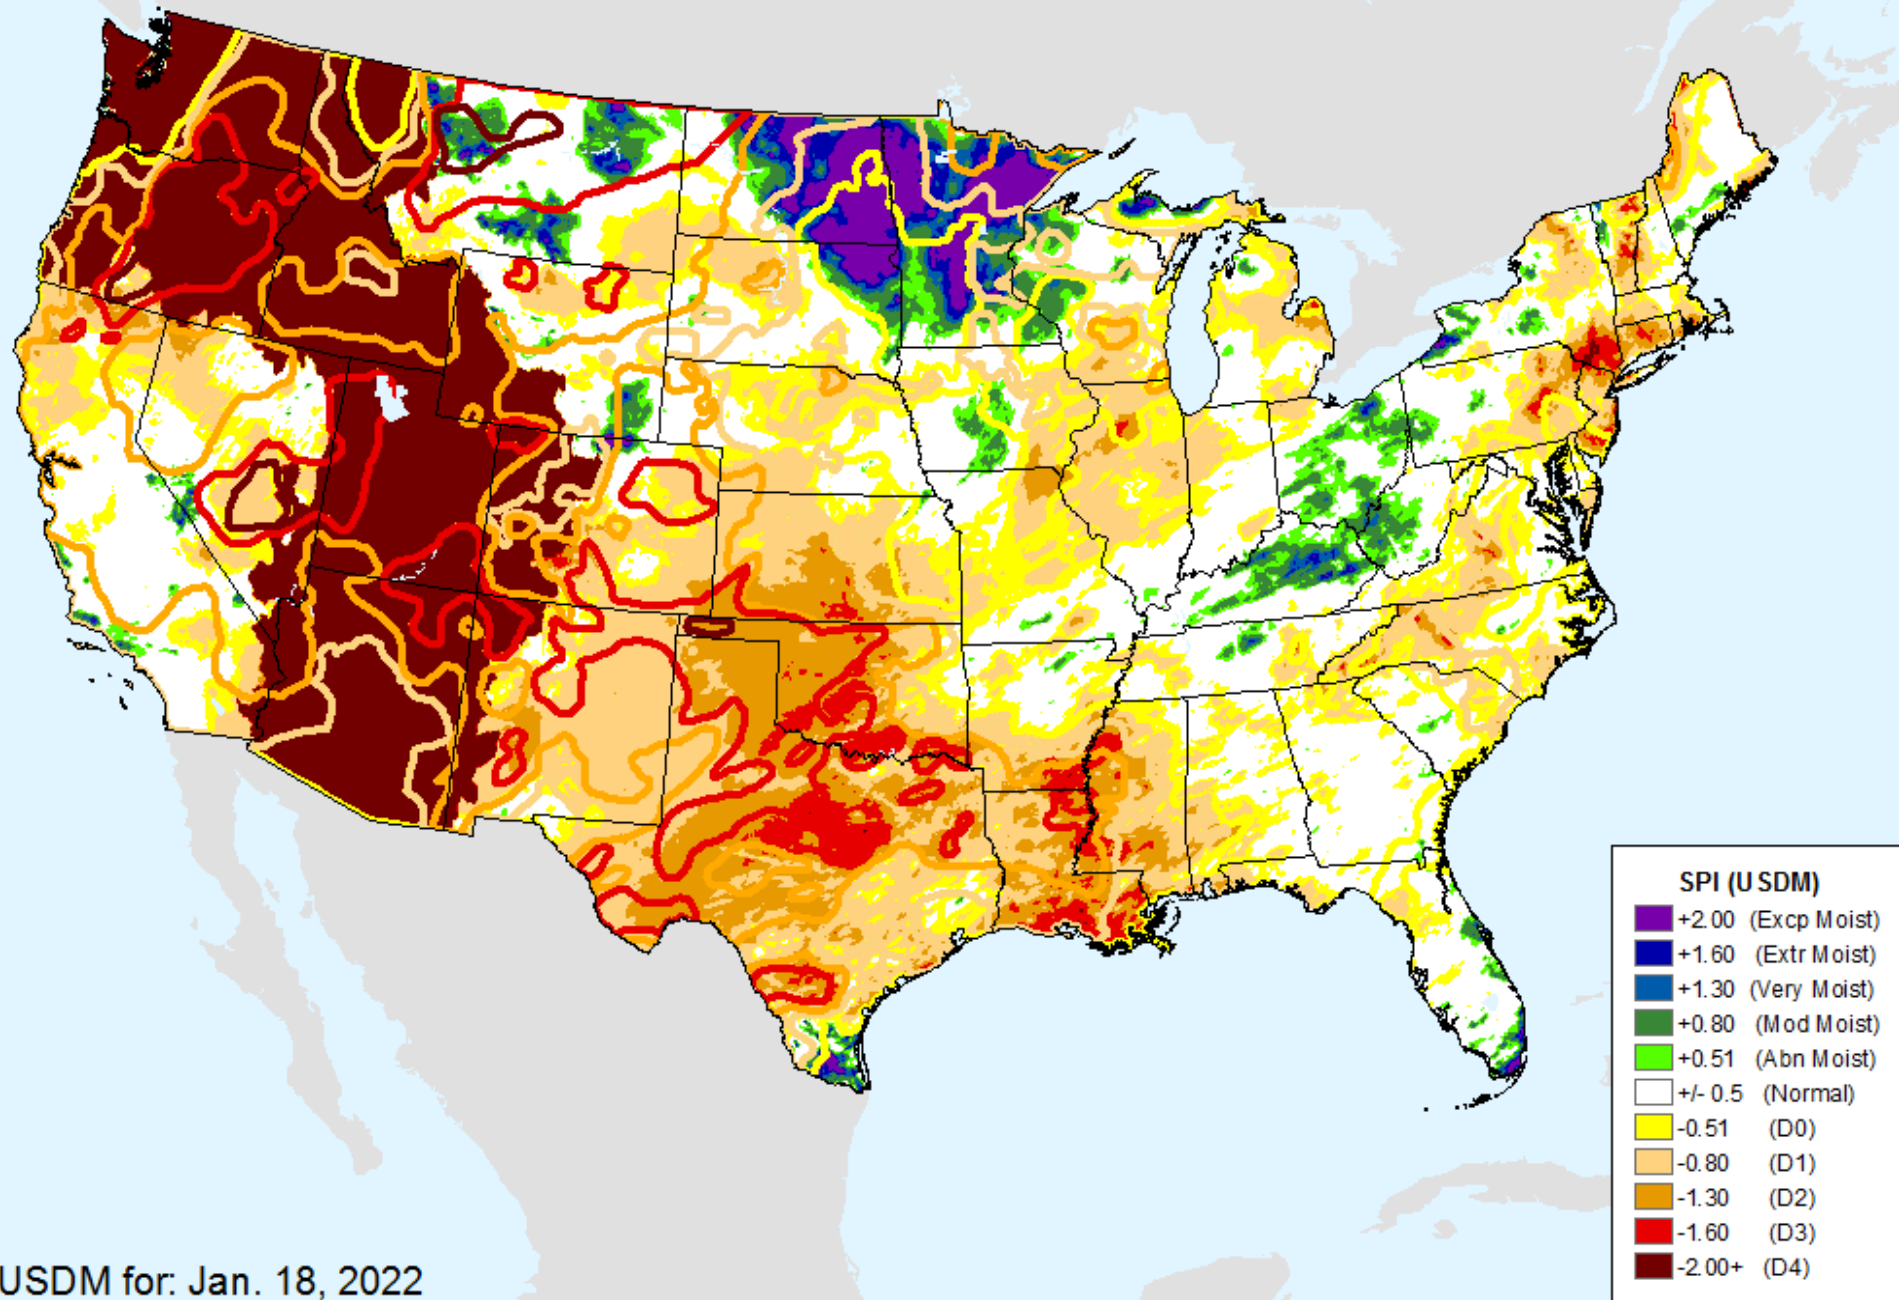 SPI (USDM)
+2.00 (Excp Moist)
+1.60 (Extr Moist)
+1.30 (Very Moist)
+0.80 (Mod Moist)
+0.51 (Abn Moist)
+/- 0.5 (Normal)
-0.51 (D0)
-0.80 (D1)
-1.30 (D2)
-1.60 (D3)
-2.00+ (D4)
USDM for: Jan. 18, 2022